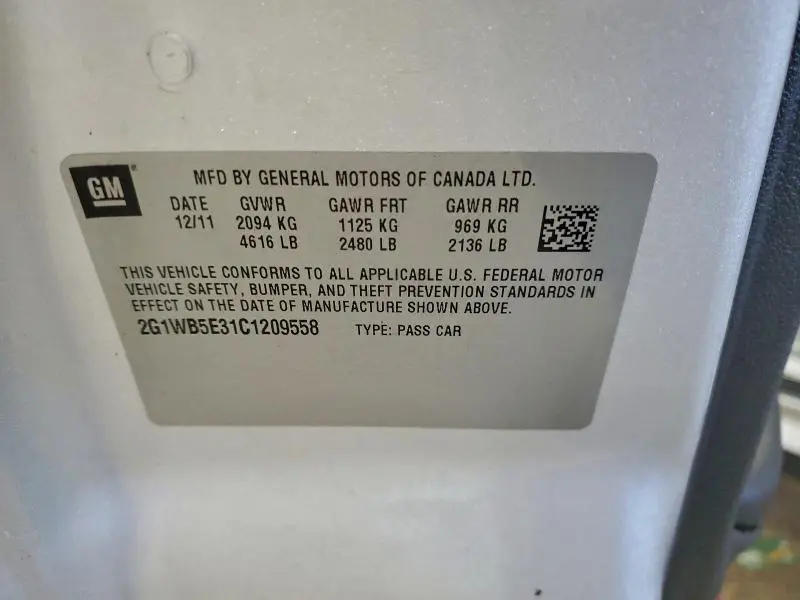 GM® MFD BY GENERAL MOTORS OF CANADA LTD.
DATE GVWR GAWR FRT GAWR RR
12/11 2094 KG 1125 KG 969 KG
4616 LB 2480 LB 2136 LB
THIS VEHICLE CONFORMS TO ALL APPLICABLE U.S. FEDERAL MOTOR
VEHICLE SAFETY, BUMPER, AND THEFT PREVENTION STANDARDS IN
EFFECT ON THE DATE OF MANUFACTURE SHOWN ABOVE.
2G1WB5E31C1209558 TYPE: PASS CAR